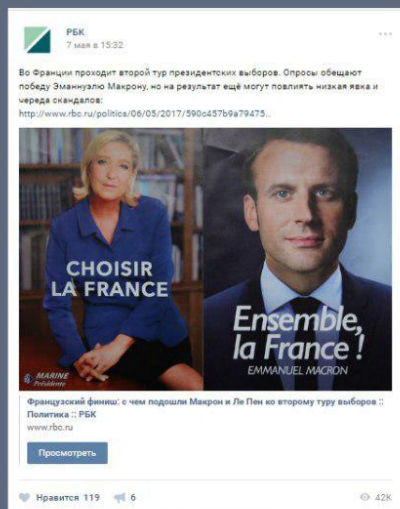 РБК
7 мая в 15:32
Во Франции проходит второй тур президентских выборов. Опросы обещают
победу Эманнуэлю Макрону, но на результат ещё могут повлиять низкая явка и
череда скандалов:
http://www.rbc.ru/politics/06/05/2017/590c457b9a79475..
CHOISIR
LA FRANCE
MARINE
Présidente
Ensemble,
la France !
EMMANUEL MACRON
Французский финиш: с чем подошли Макрон и Ле Пен ко второму туру выборов ::
Политика :: РБК
www.rbc.ru
Просмотреть
Нравится 119 6 42K